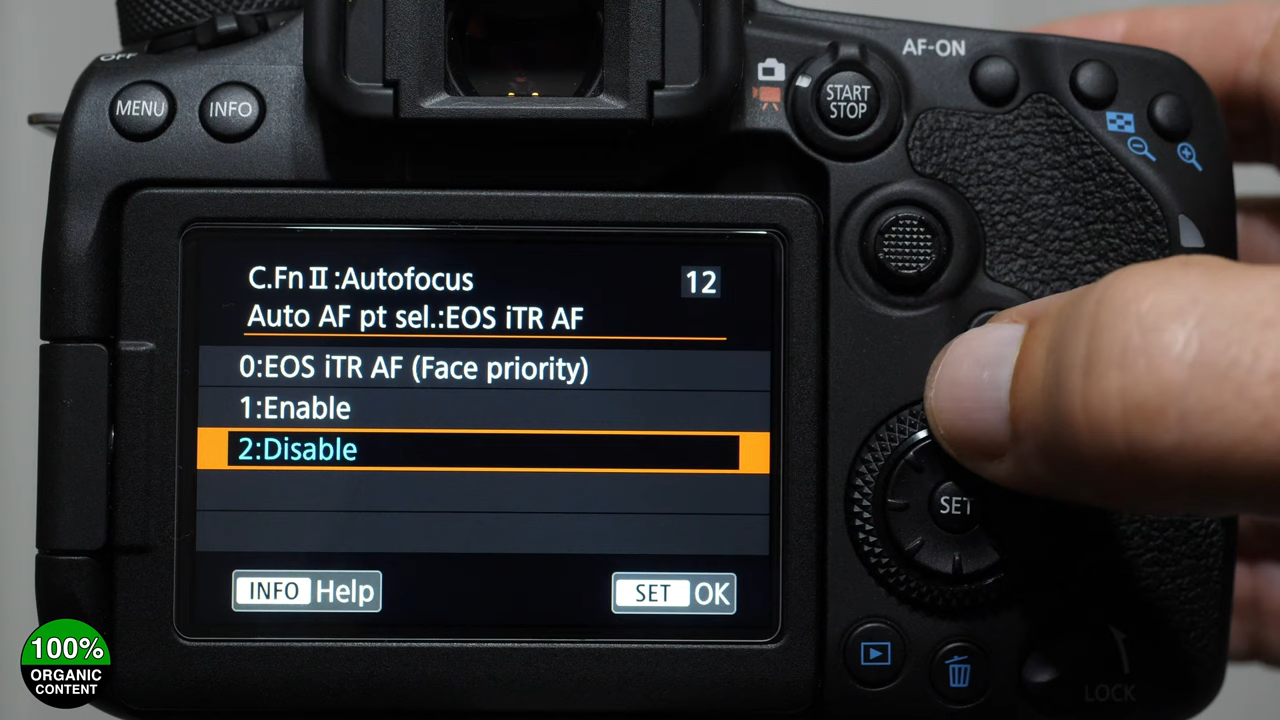 OFF
MENU
INFO
START
STOP
AF-ON
C.Fn II:Autofocus
12
Auto AF pt sel.:EOS iTR AF
0:EOS iTR AF (Face priority)
1:Enable
2:Disable
INFO Help
SET OK
SET
LOCK
100%
ORGANIC
CONTENT